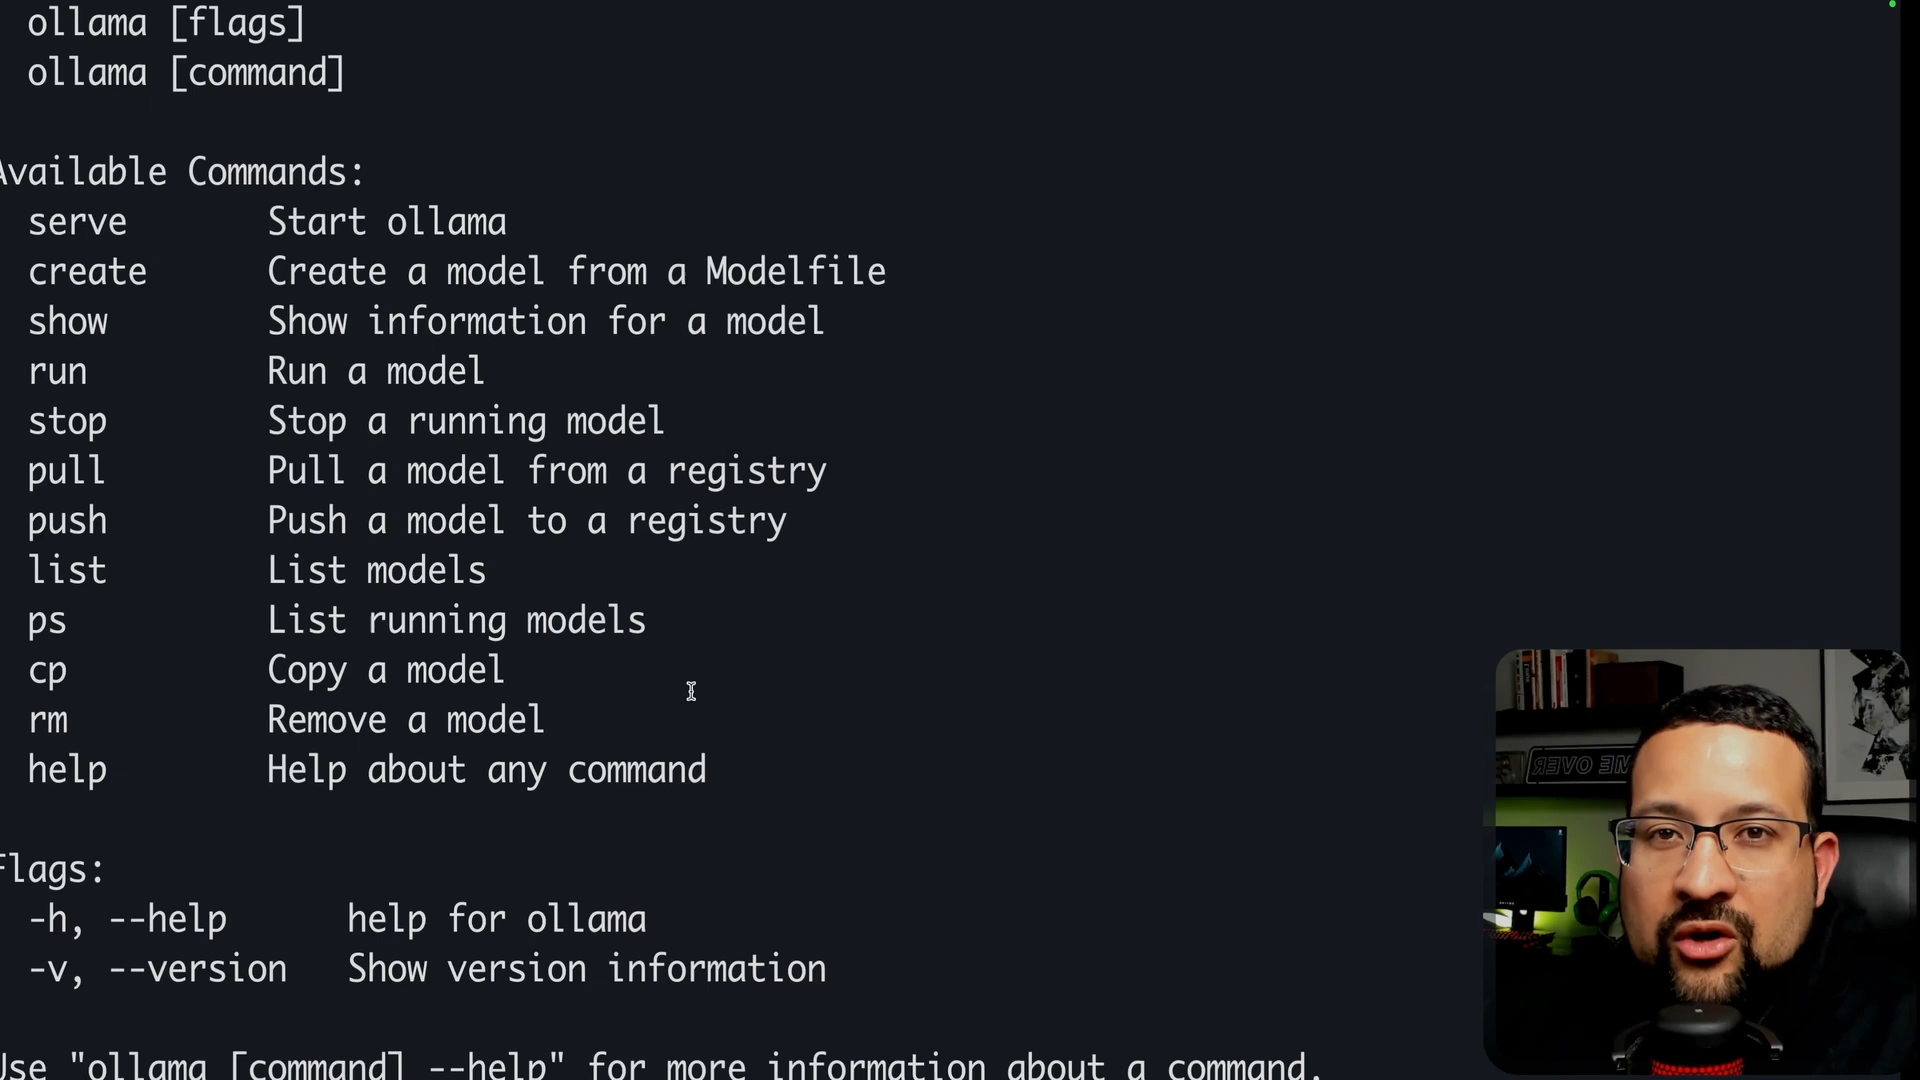 ollama [flags]
ollama [command]
Available Commands:
serve Start ollama
create Create a model from a Modelfile
show Show information for a model
run Run a model
stop Stop a running model
pull Pull a model from a registry
push Push a model to a registry
list List models
ps List running models
cp Copy a model
rm Remove a model
help Help about any command
Flags:
-h, --help help for ollama
-v, --version Show version information
Use "ollama [command] --help" for more information about a command.